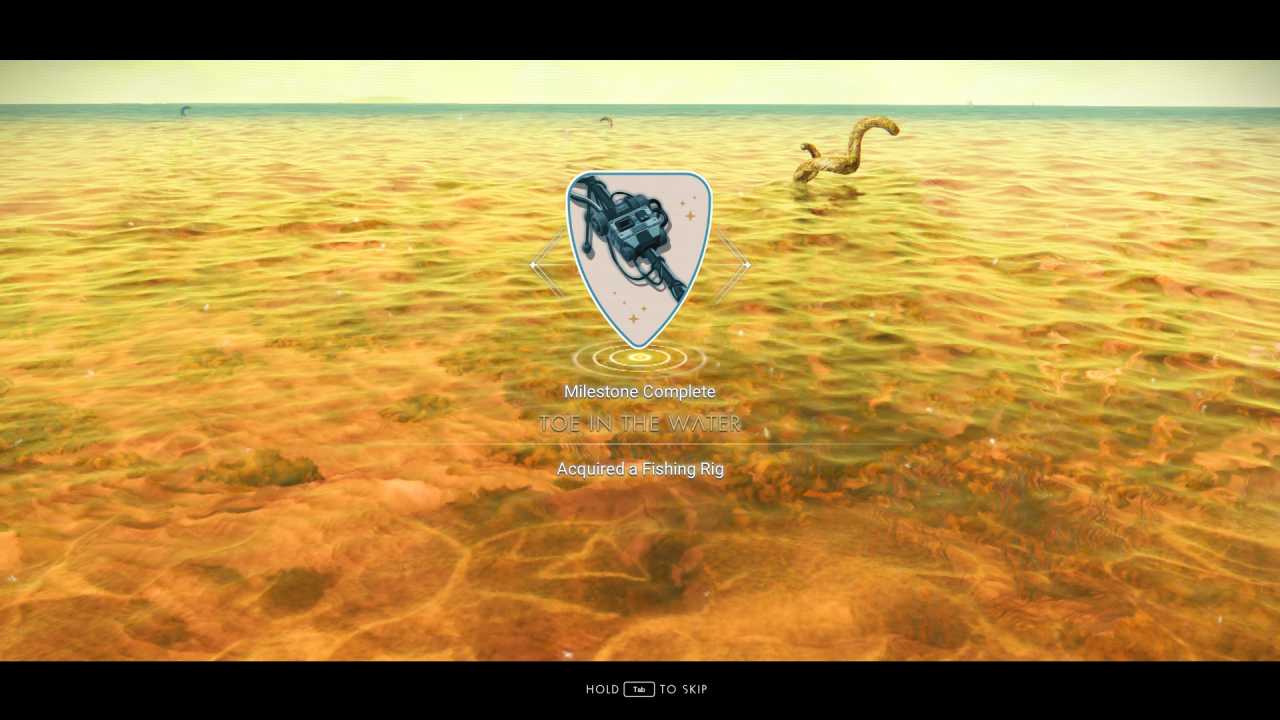 Milestone Complete
TOE IN THE WATER
Acquired a Fishing Rig
HOLD Tab TO SKIP